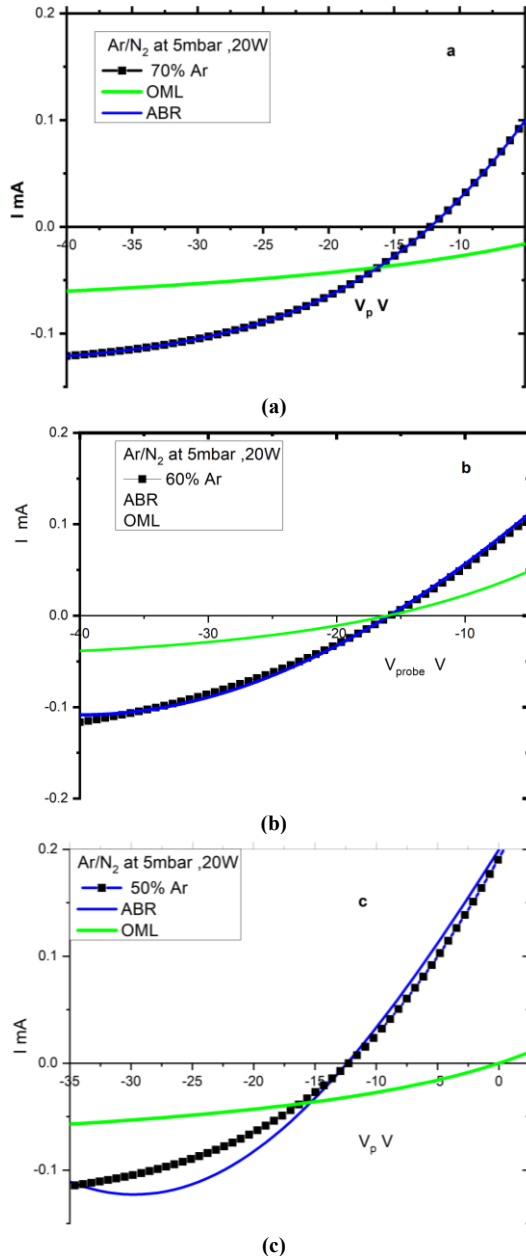 0.2
Ar/N₂ at 5mbar ,20W
a
70% Ar
OML
ABR
0.1
I mA
0.0
-40 -35 -30 -25 -20 -15 -10
Vₚ V
-0.1
(a)
0.2
Ar/N₂ at 5mbar ,20W
b
60% Ar
ABR
OML
0.1
I mA
0.0
-40 -30 -20 -10
V_probe V
-0.1
-0.2
(b)
0.2
Ar/N₂ at 5mbar ,20W
50% Ar
c
ABR
OML
0.1
I mA
0.0
-35 -30 -25 -20 -15 -10 -5 0
Vₚ V
-0.1
(c)